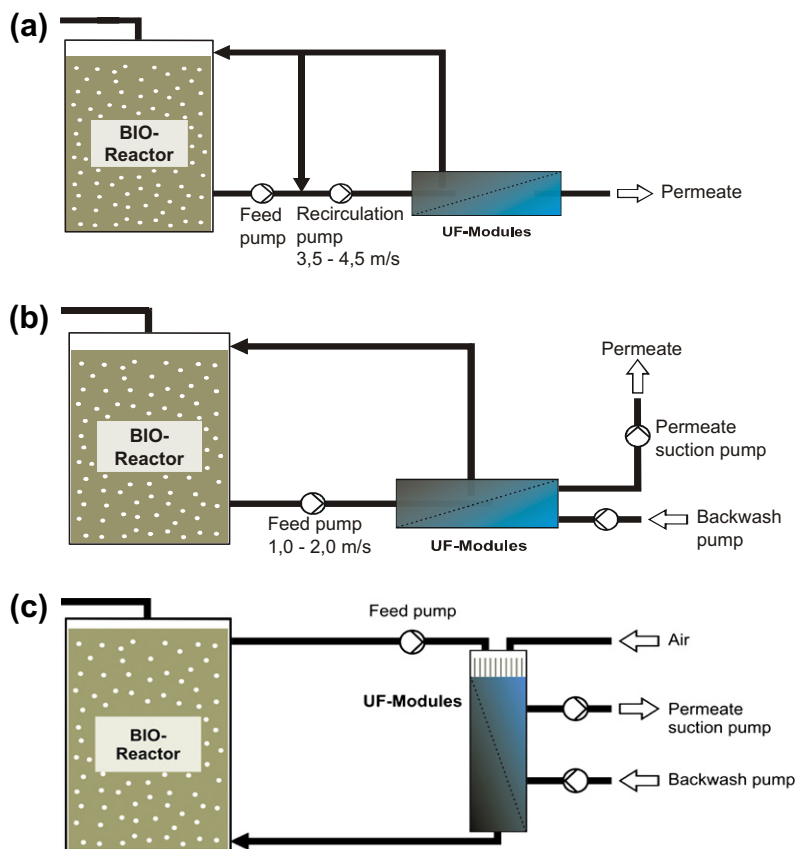 (a)
BIO-
Reactor
Feed
pump
Recirculation
pump
3,5 - 4,5 m/s
UF-Modules
Permeate
(b)
BIO-
Reactor
Feed pump
1,0 - 2,0 m/s
UF-Modules
Permeate
Permeate
suction pump
Backwash
pump
(c)
BIO-
Reactor
Feed pump
UF-Modules
Air
Permeate
suction pump
Backwash pump